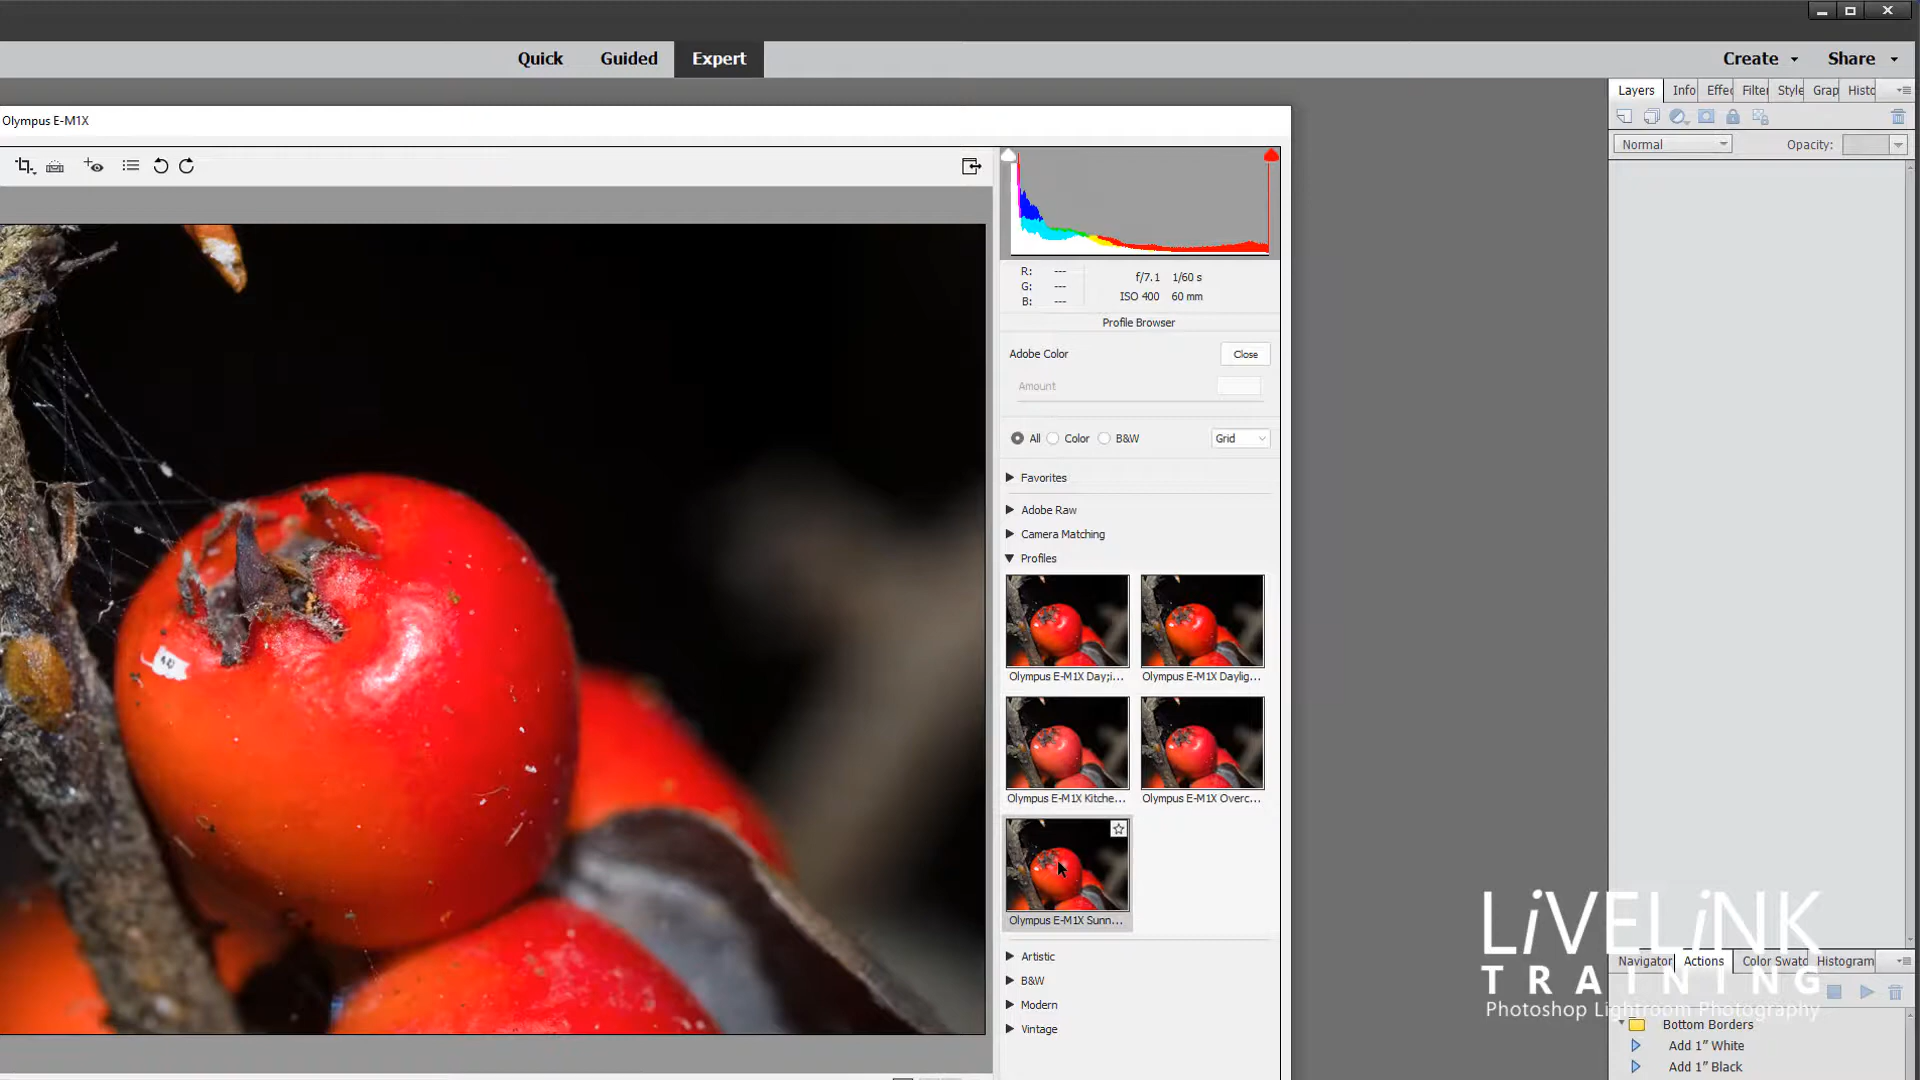 Quick Guided Expert Create Share
Layers Info Effec Filter Style Grap Histo
Olympus E-M1X
Normal Opacity:
R: ---
G: ---
B: ---
f/7.1 1/60 s
ISO 400 60 mm
Profile Browser
Adobe Color Close
Amount
All Color B&W Grid
Favorites
Adobe Raw
Camera Matching
Profiles
Olympus E-M1X Day;i... Olympus E-M1X Daylig...
Olympus E-M1X Kitche... Olympus E-M1X Overc...
Olympus E-M1X Sunn...
Artistic
B&W
Modern
Vintage
LiVELiNK
TRAINING
Photoshop Lightroom Photography
Navigator Actions Color Swatc Histogram
Bottom Borders
Add 1" White
Add 1" Black